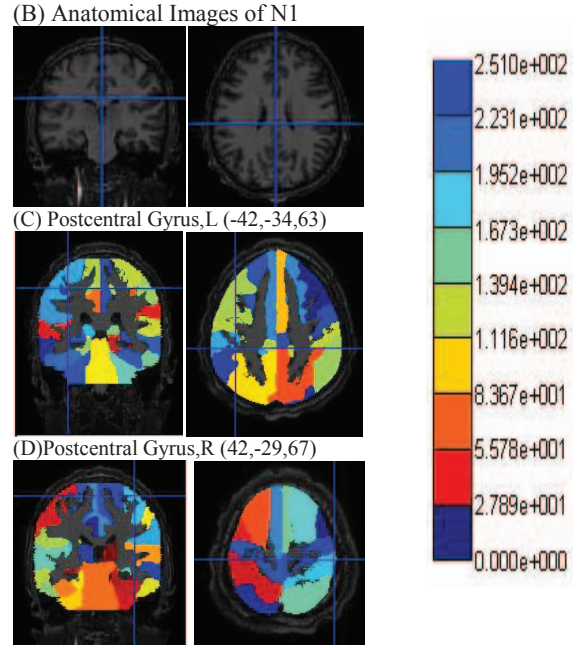 (B) Anatomical Images of N1
(C) Postcentral Gyrus,L (-42,-34,63)
(D)Postcentral Gyrus,R (42,-29,67)
2.510e+002
2.231e+002
1.952e+002
1.673e+002
1.394e+002
1.116e+002
8.367e+001
5.578e+001
2.789e+001
0.000e+000